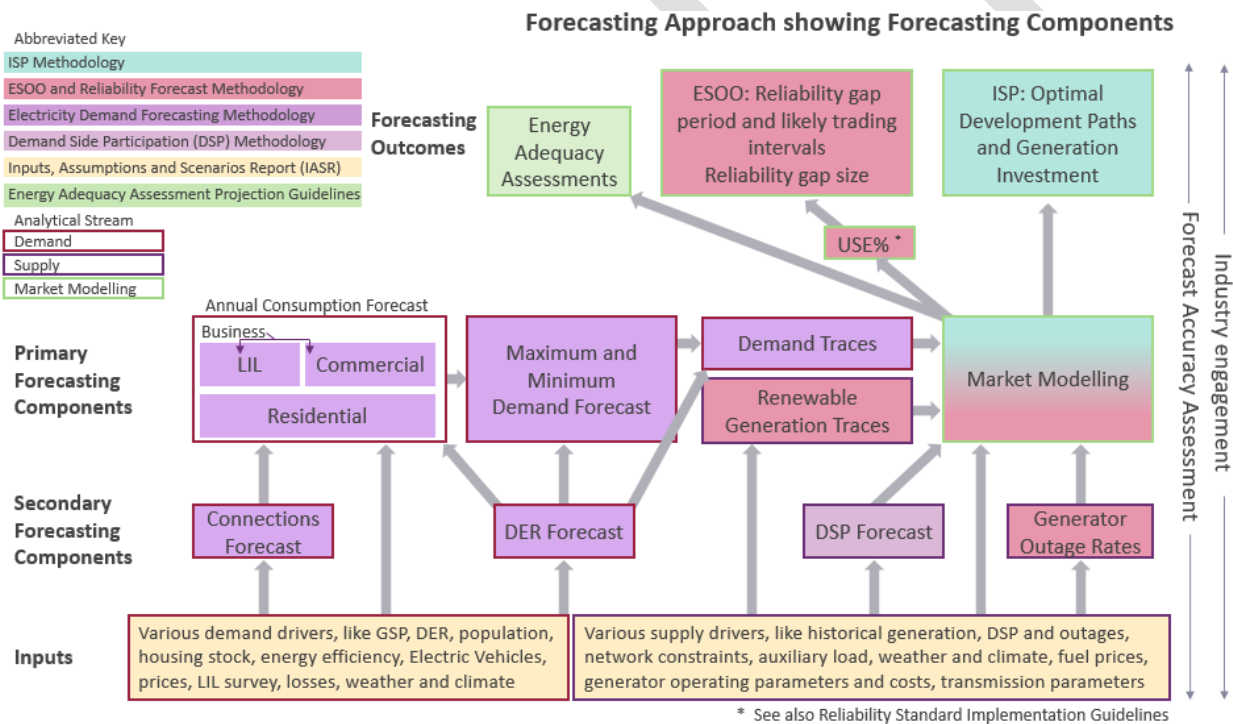 Forecasting Approach showing Forecasting Components
Abbreviated Key
ISP Methodology
ESOO and Reliability Forecast Methodology
Electricity Demand Forecasting Methodology
Demand Side Participation (DSP) Methodology
Inputs, Assumptions and Scenarios Report (IASR)
Energy Adequacy Assessment Projection Guidelines
Analytical Stream
Demand
Supply
Market Modelling
Forecasting
Outcomes
Energy
Adequacy
Assessments
ESOO: Reliability gap
period and likely trading
intervals
Reliability gap size
ISP: Optimal
Development Paths
and Generation
Investment
USE% *
Primary
Forecasting
Components
Annual Consumption Forecast
Business
LIL
Commercial
Residential
Maximum and
Minimum
Demand Forecast
Demand Traces
Renewable
Generation Traces
Market Modelling
Secondary
Forecasting
Components
Connections
Forecast
DER Forecast
DSP Forecast
Generator
Outage Rates
Inputs
Various demand drivers, like GSP, DER, population,
housing stock, energy efficiency, Electric Vehicles,
prices, LIL survey, losses, weather and climate
Various supply drivers, like historical generation, DSP and outages,
network constraints, auxiliary load, weather and climate, fuel prices,
generator operating parameters and costs, transmission parameters
Forecast Accuracy Assessment
Industry engagement
* See also Reliability Standard Implementation Guidelines